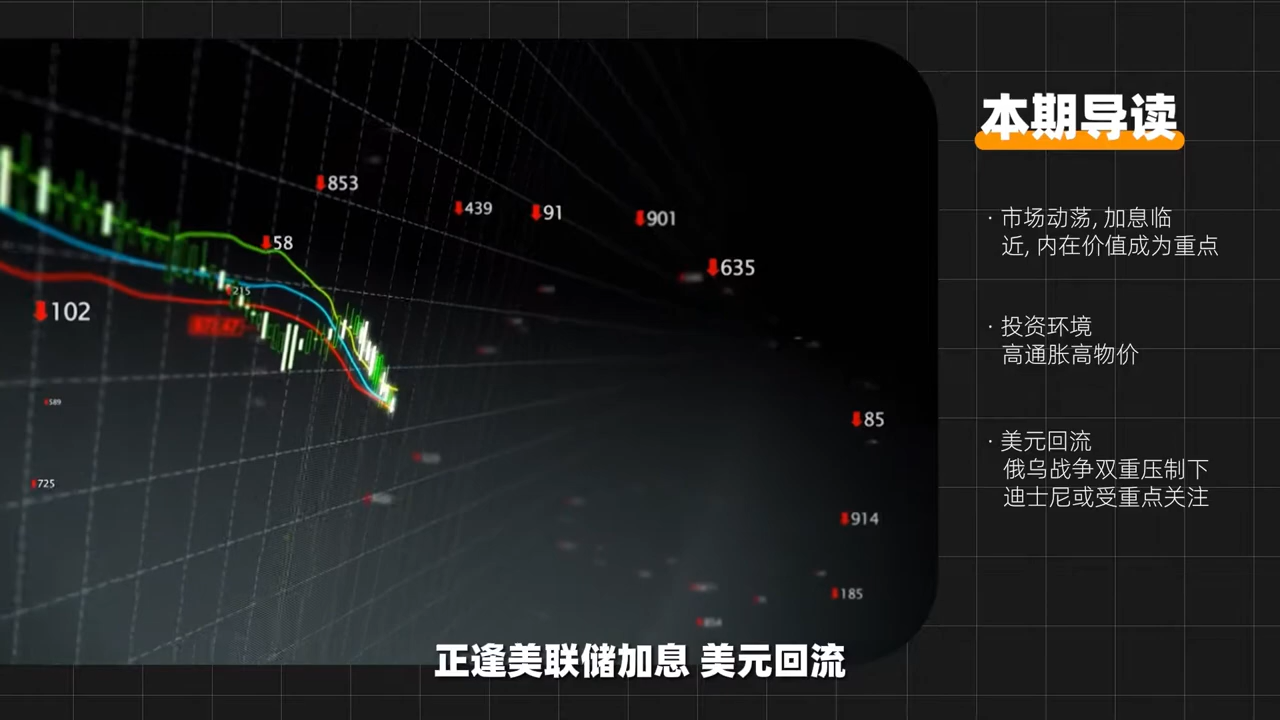 本期导读
· 市场动荡, 加息临
近, 内在价值成为重点
· 投资环境
高通胀高物价
· 美元回流
俄乌战争双重压制下
迪士尼或受重点关注
853
439
91
901
58
635
215
102
589
85
725
914
185
正逢美联储加息 美元回流